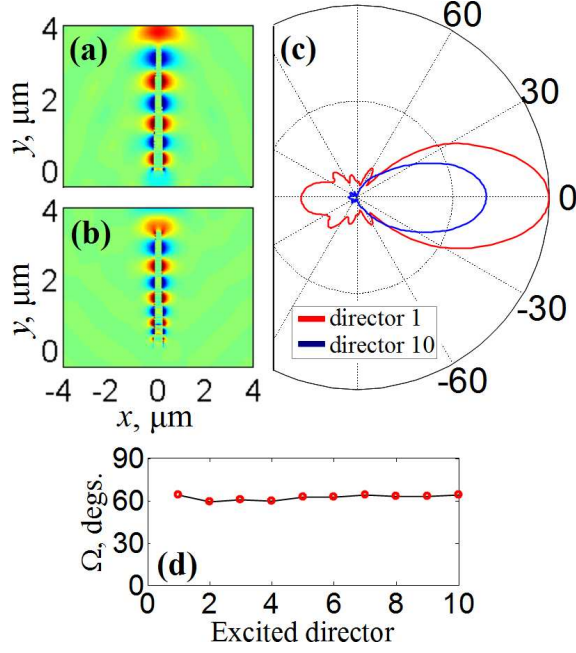 (a)
4
2
0
y, μm
(b)
4
2
0
y, μm
-4 -2 0 2 4
x, μm
(c)
60
30
0
-30
-60
director 1
director 10
(d)
90
60
30
0
Ω, degs.
0 2 4 6 8 10
Excited director